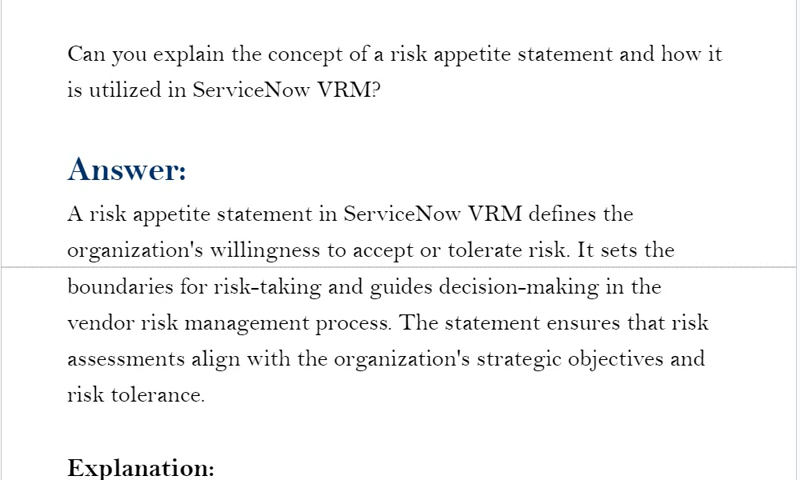 Can you explain the concept of a risk appetite statement and how it
is utilized in ServiceNow VRM?
Answer:
A risk appetite statement in ServiceNow VRM defines the
organization's willingness to accept or tolerate risk. It sets the
boundaries for risk-taking and guides decision-making in the
vendor risk management process. The statement ensures that risk
assessments align with the organization's strategic objectives and
risk tolerance.
Explanation: